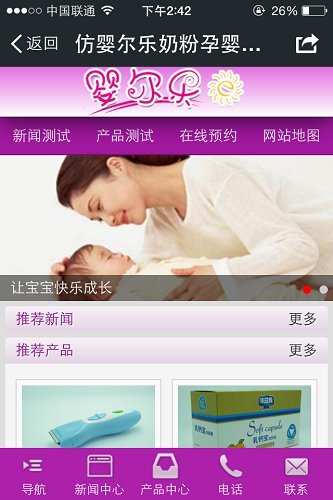 中国联通 下午2:42 26%
返回 仿婴尔乐奶粉孕婴...
婴尔乐
新闻测试 产品测试 在线预约 网站地图
让宝宝快乐成长
推荐新闻 更多
推荐产品 更多
Soft capsule
乳钙宝
导航 新闻中心 产品中心 电话 联系